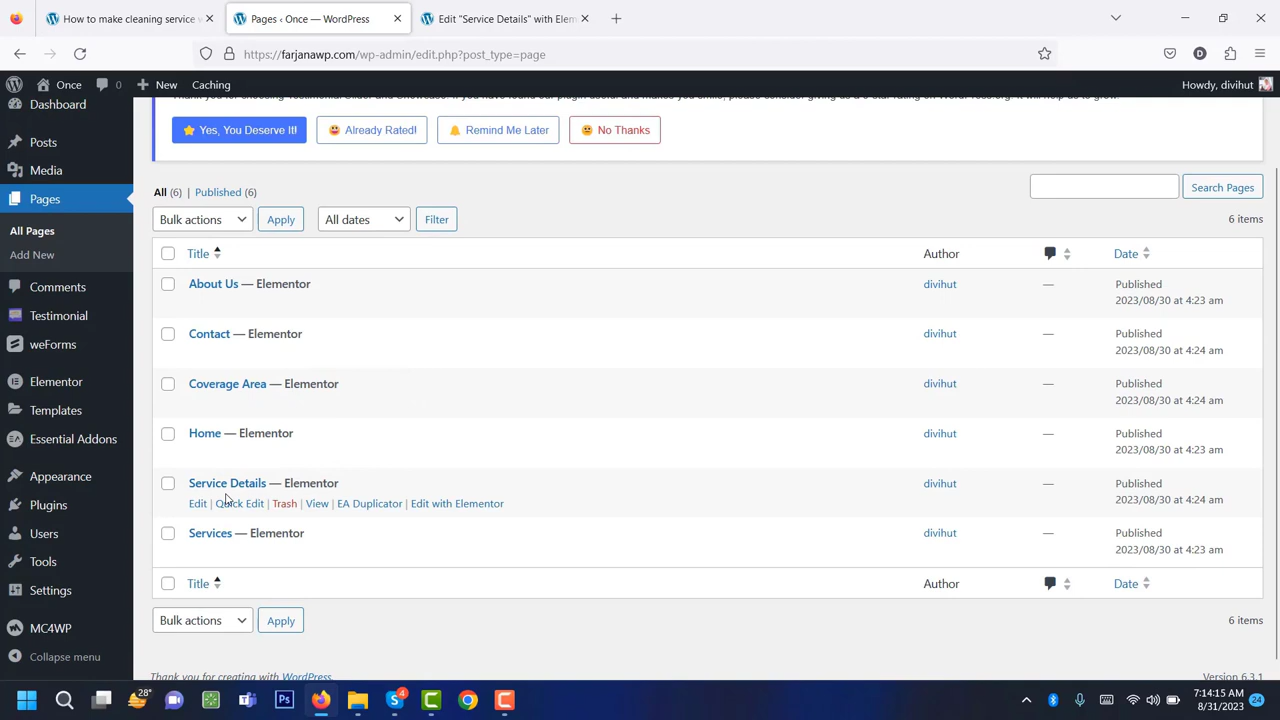 How to make cleaning service w
Pages ‹ Once — WordPress
Edit "Service Details" with Elem
https://farjanawp.com/wp-admin/edit.php?post_type=page
Once
0
New
Caching
Howdy, divihut
Dashboard
Posts
Media
Pages
All Pages
Add New
Comments
Testimonial
weForms
Elementor
Templates
Essential Addons
Appearance
Plugins
Users
Tools
Settings
MC4WP
Collapse menu
Yes, You Deserve It!
Already Rated!
Remind Me Later
No Thanks
All (6) | Published (6)
Search Pages
Bulk actions
Apply
All dates
Filter
6 items
Title
Author
Date
About Us — Elementor
divihut
—
Published
2023/08/30 at 4:23 am
Contact — Elementor
divihut
—
Published
2023/08/30 at 4:24 am
Coverage Area — Elementor
divihut
—
Published
2023/08/30 at 4:24 am
Home — Elementor
divihut
—
Published
2023/08/30 at 4:23 am
Service Details — Elementor
divihut
—
Published
2023/08/30 at 4:24 am
Edit | Quick Edit | Trash | View | EA Duplicator | Edit with Elementor
Services — Elementor
divihut
—
Published
2023/08/30 at 4:23 am
Title
Author
Date
Bulk actions
Apply
6 items
Thank you for creating with WordPress.
Version 6.3.1
28°
Ps
4
7:14:15 AM
8/31/2023
24